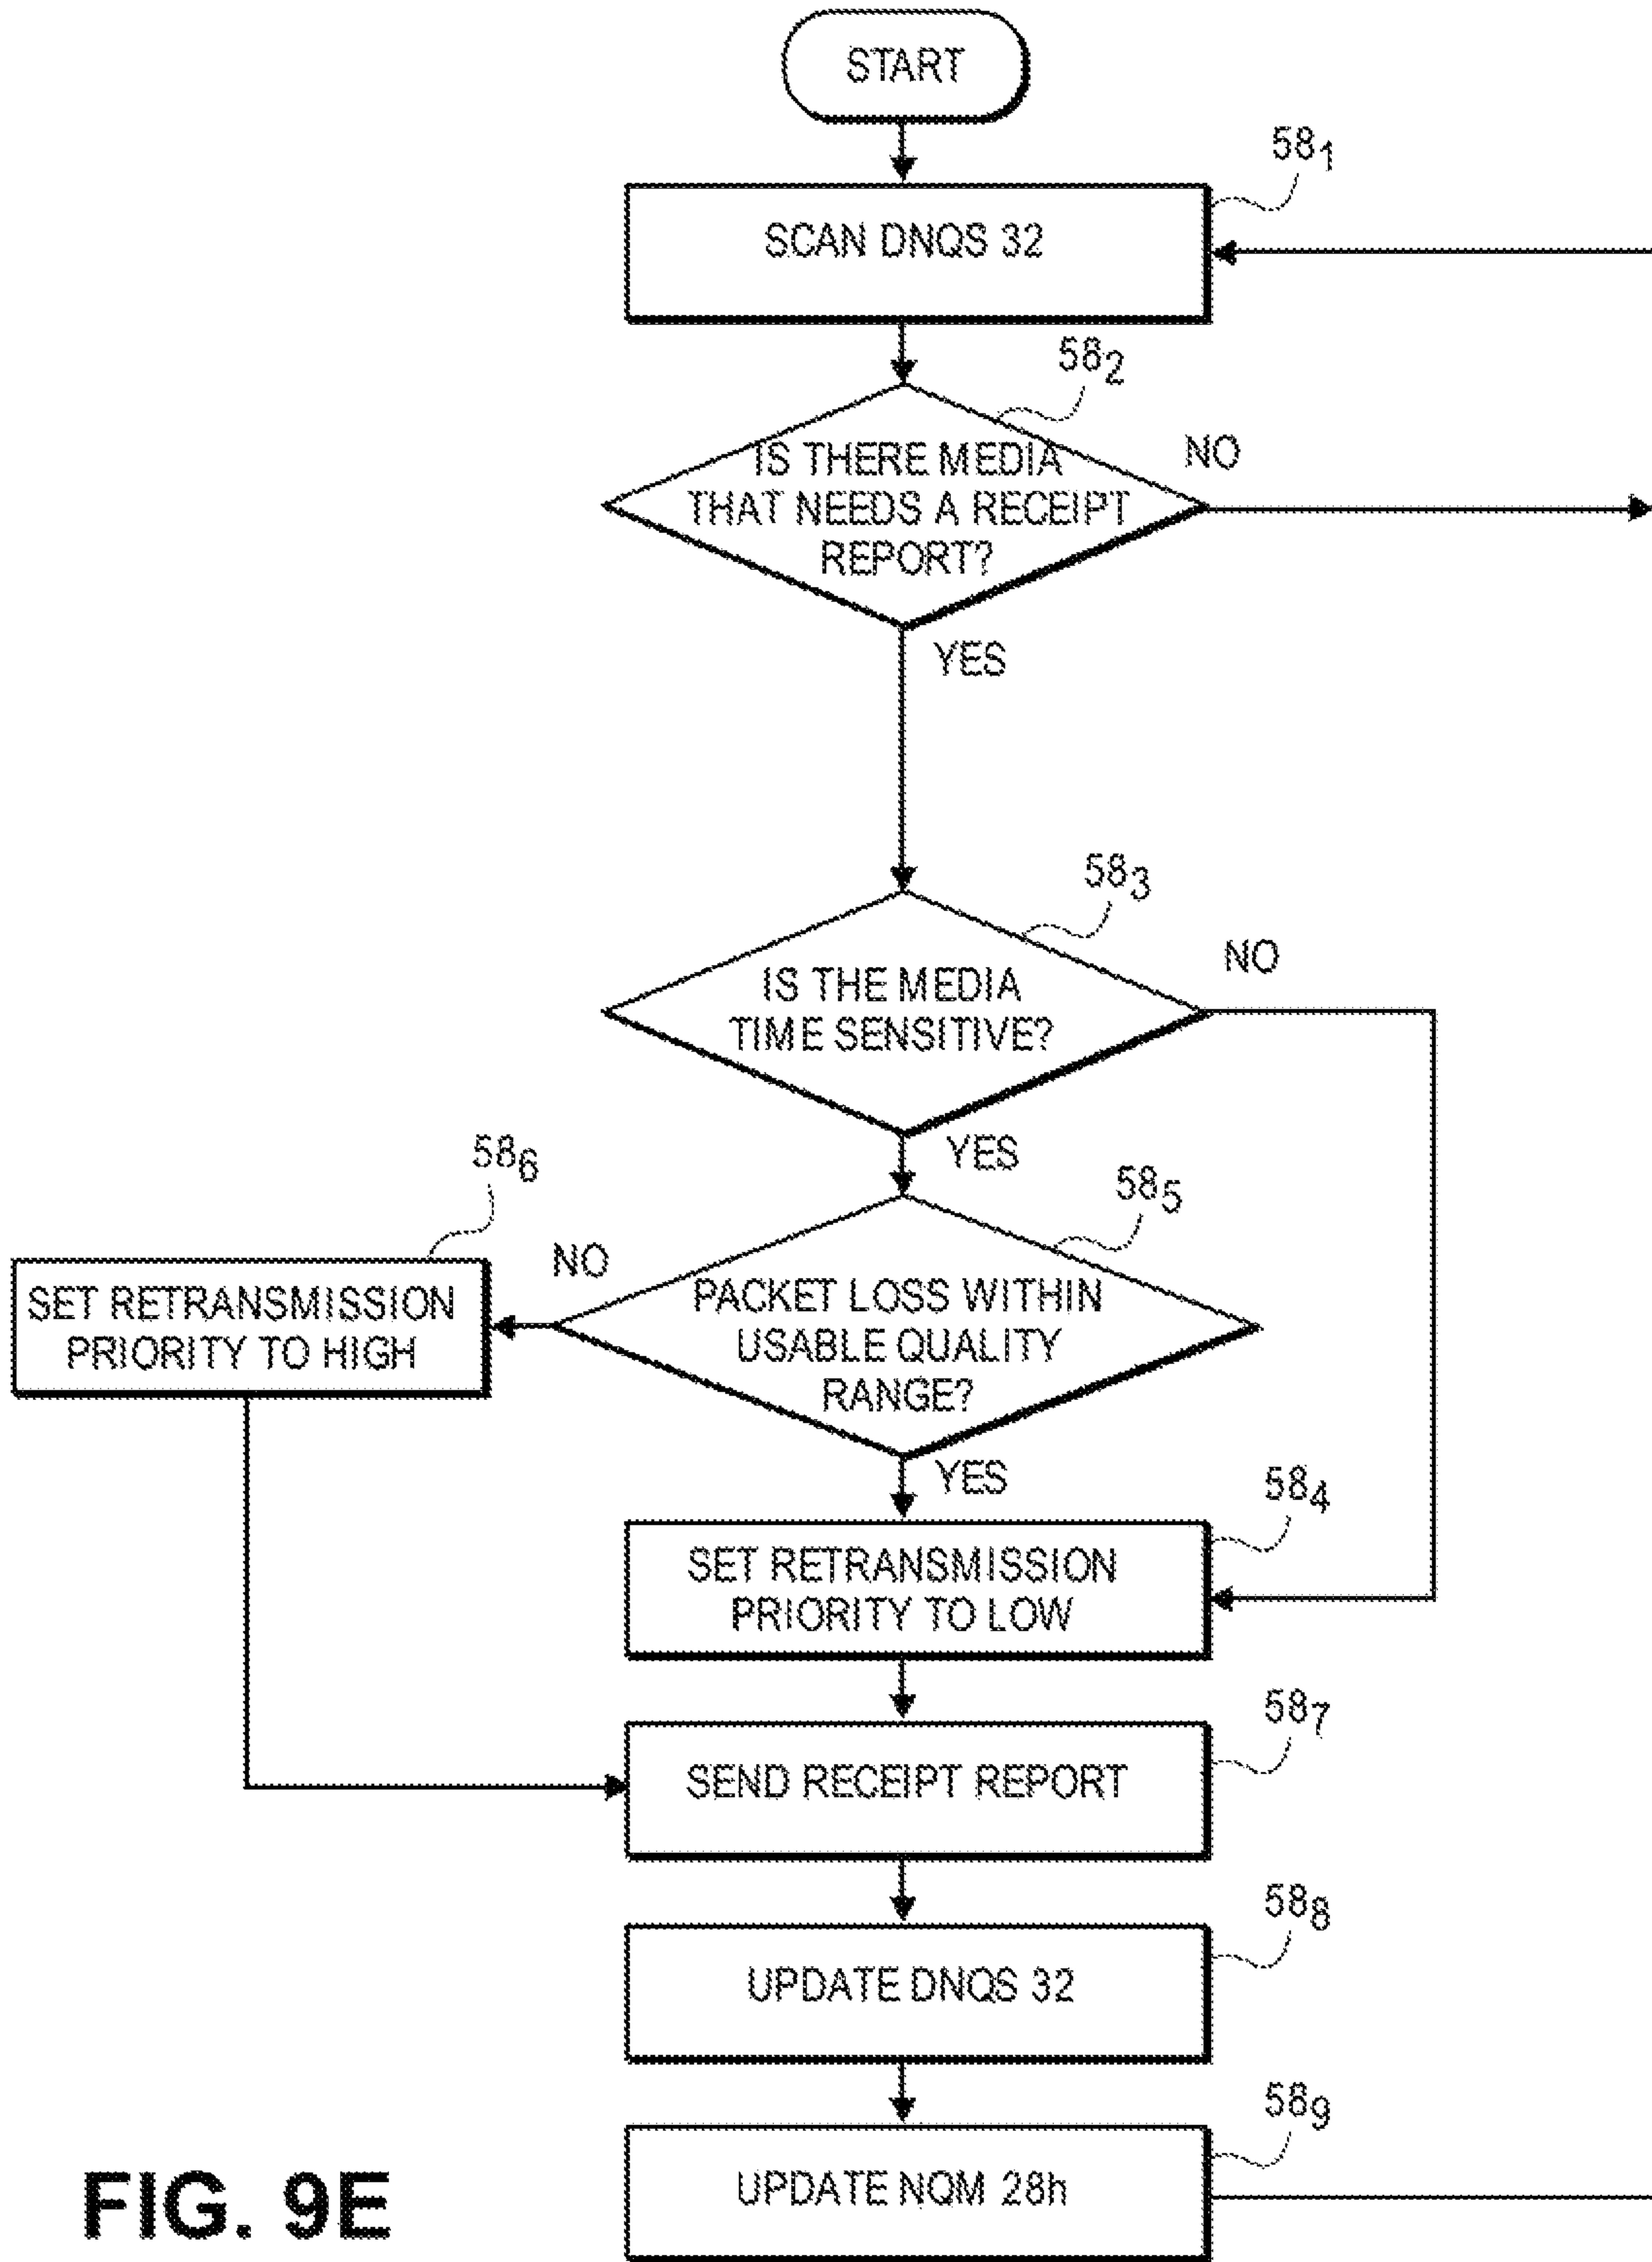 START
58₁
SCAN DNQS 32
58₂
IS THERE MEDIA
THAT NEEDS A RECEIPT
REPORT?
NO
YES
58₃
IS THE MEDIA
TIME SENSITIVE?
NO
YES
58₆
SET RETRANSMISSION
PRIORITY TO HIGH
NO
58₅
PACKET LOSS WITHIN
USABLE QUALITY
RANGE?
YES
58₄
SET RETRANSMISSION
PRIORITY TO LOW
58₇
SEND RECEIPT REPORT
58₈
UPDATE DNQS 32
58₉
UPDATE NQM 28h
FIG. 9E